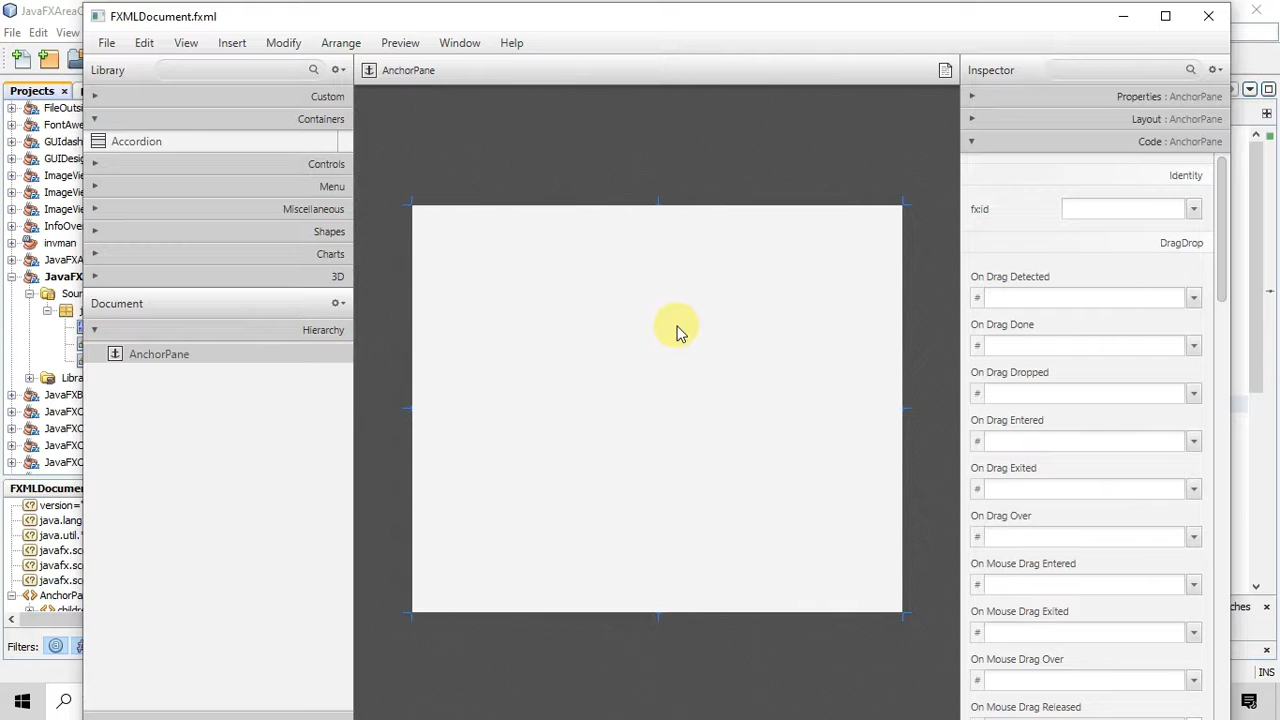 JavaFXAreaC
FXMLDocument.fxml
File Edit View
File Edit View Insert Modify Arrange Preview Window Help
Library
AnchorPane
Inspector
Projects
Custom
Properties : AnchorPane
Containers
Layout : AnchorPane
Accordion
Code : AnchorPane
Controls
Menu
Miscellaneous
Shapes
Charts
3D
Document
Hierarchy
AnchorPane
Identity
fx:id
DragDrop
On Drag Detected
#
On Drag Done
#
On Drag Dropped
#
On Drag Entered
#
On Drag Exited
#
On Drag Over
#
On Mouse Drag Entered
#
On Mouse Drag Exited
#
On Mouse Drag Over
#
On Mouse Drag Released
FileOutsi
FontAwe
GUIdash
GUIDesig
ImageVie
ImageVie
ImageVie
InfoOver
invman
JavaFXA
JavaFX
Sour
j
Libra
JavaFXB
JavaFXC
JavaFXC
JavaFXC
JavaFXC
FXMLDocume
version="
java.lang
java.util.*
javafx.sc
javafx.sc
javafx.sc
AnchorPa
childre
Filters:
ches
INS